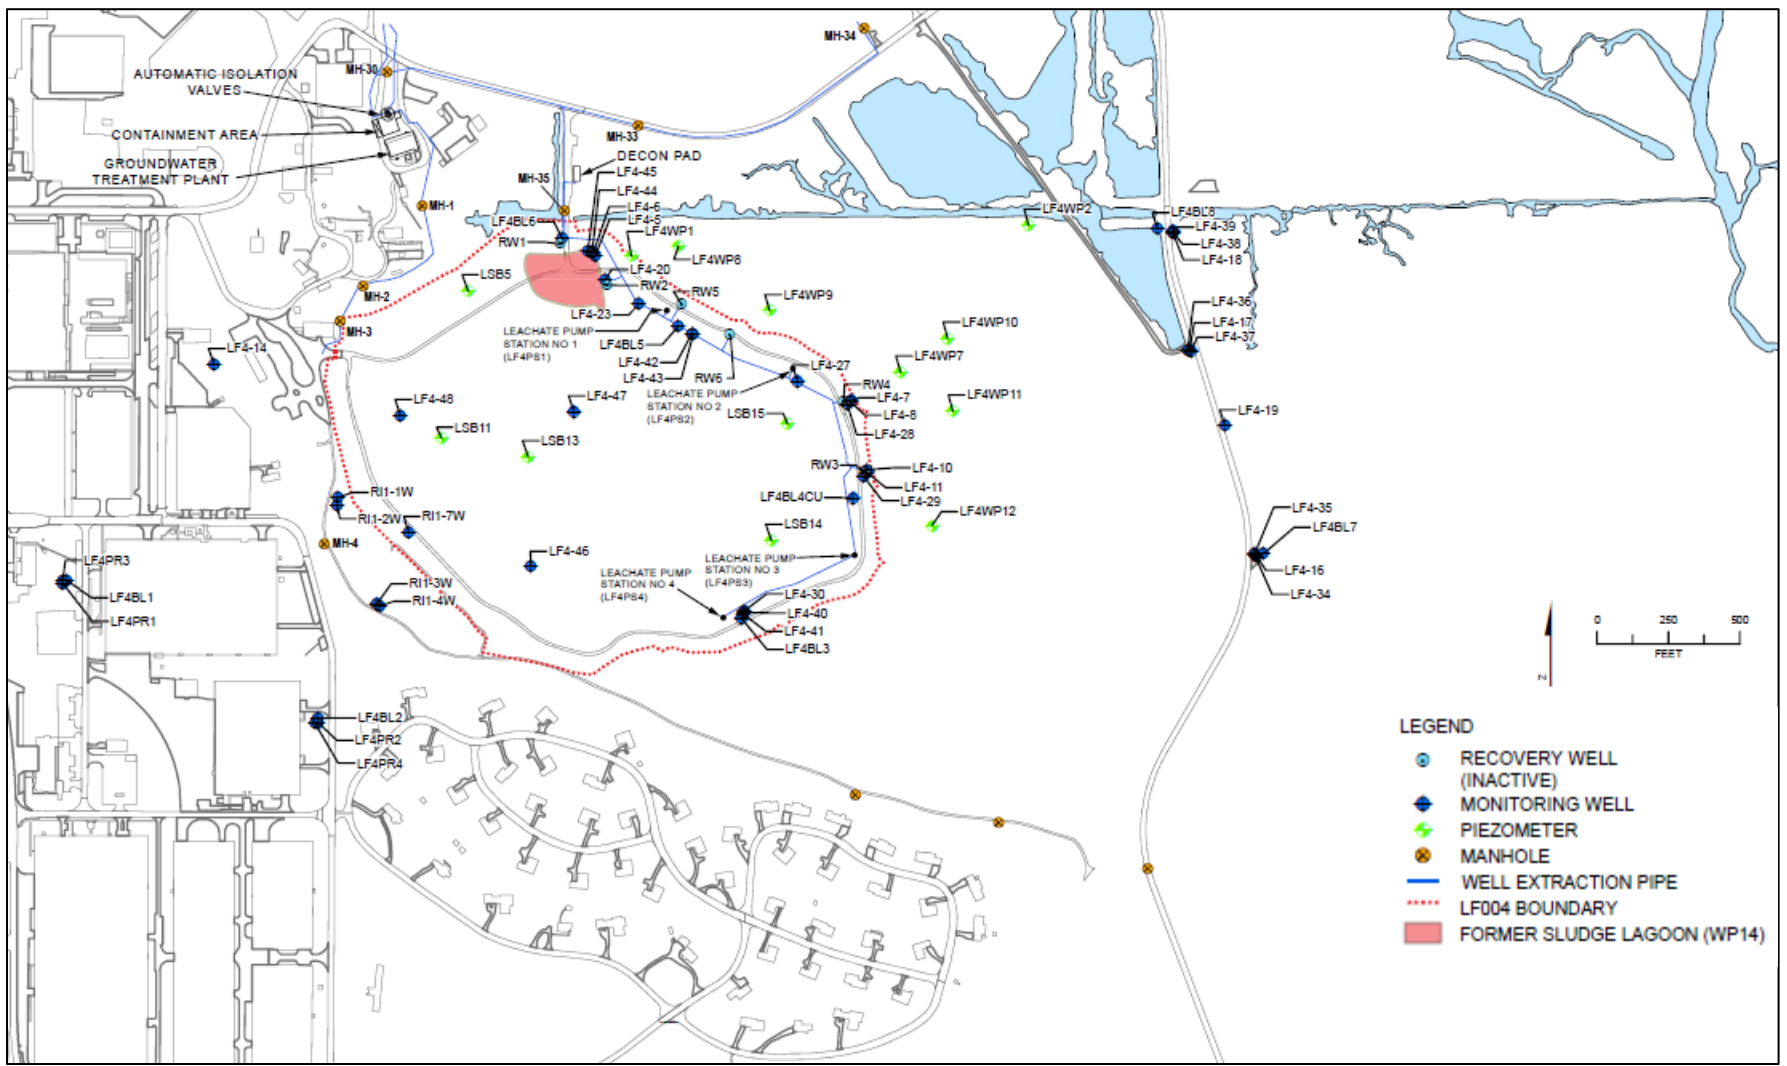 MH-34
MH-30
AUTOMATIC ISOLATION
VALVES
CONTAINMENT AREA
GROUNDWATER
TREATMENT PLANT
MH-33
DECON PAD
MH-35
LF4-45
LF4-44
LF4-6
LF4-5
MH-1
LF4BL6
RW1
LF4WP1
LF4WP8
LF4WP2
LF4BL8
LF4-39
LF4-38
LF4-18
LSB5
MH-2
LF4-20
RW2
RW5
LF4WP9
LF4-23
MH-3
LEACHATE PUMP
STATION NO 1
(LF4PS1)
LF4BL5
LF4-42
LF4-43
RW6
LF4WP10
LF4WP7
LF4-36
LF4-17
LF4-37
LF4-14
LF4-27
LEACHATE PUMP
STATION NO 2
(LF4PS2)
RW4
LF4-7
LF4-8
LF4-28
LF4WP11
LF4-48
LF4-47
LSB15
LF4-19
LSB11
LSB13
RW3
LF4-10
LF4-11
LF4-29
LF4BL4CU
RI1-1W
RI1-2W
RI1-7W
LSB14
LF4WP12
LF4-35
LF4BL7
LF4-16
LF4-34
MH-4
LF4PR3
LF4BL1
LF4PR1
LF4-46
LEACHATE PUMP
STATION NO 3
(LF4PS3)
LEACHATE PUMP
STATION NO 4
(LF4PS4)
RI1-3W
RI1-4W
LF4-30
LF4-40
LF4-41
LF4BL3
0 250 500
FEET
N
LF4BL2
LF4PR2
LF4PR4
LEGEND
RECOVERY WELL
(INACTIVE)
MONITORING WELL
PIEZOMETER
MANHOLE
WELL EXTRACTION PIPE
LF004 BOUNDARY
FORMER SLUDGE LAGOON (WP14)